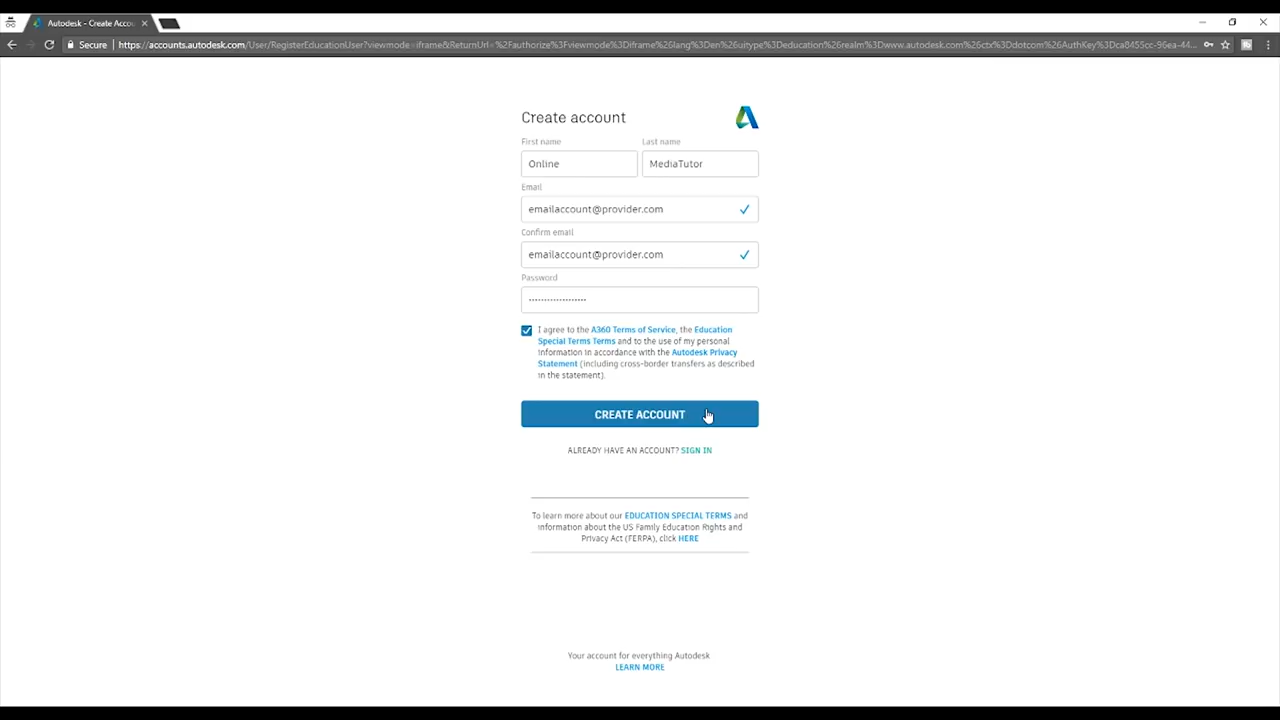 Autodesk - Create Accou
Secure
https://accounts.autodesk.com/User/RegisterEducationUser?viewmode=iframe&ReturnUrl=%2Fauthorize%3Fviewmode%3Diframe%26lang%3Den%26uitype%3Deducation%26realm%3Dwww.autodesk.com%26ctx%3Ddotcom%26AuthKey%3Dca8455cc-96ea-44...
Create account
First name Last name
Online MediaTutor
Email
emailaccount@provider.com
Confirm email
emailaccount@provider.com
Password
I agree to the A360 Terms of Service, the Education
Special Terms Terms and to the use of my personal
information in accordance with the Autodesk Privacy
Statement (including cross-border transfers as described
in the statement).
CREATE ACCOUNT
ALREADY HAVE AN ACCOUNT? SIGN IN
To learn more about our EDUCATION SPECIAL TERMS and
information about the US Family Education Rights and
Privacy Act (FERPA), click HERE
Your account for everything Autodesk
LEARN MORE